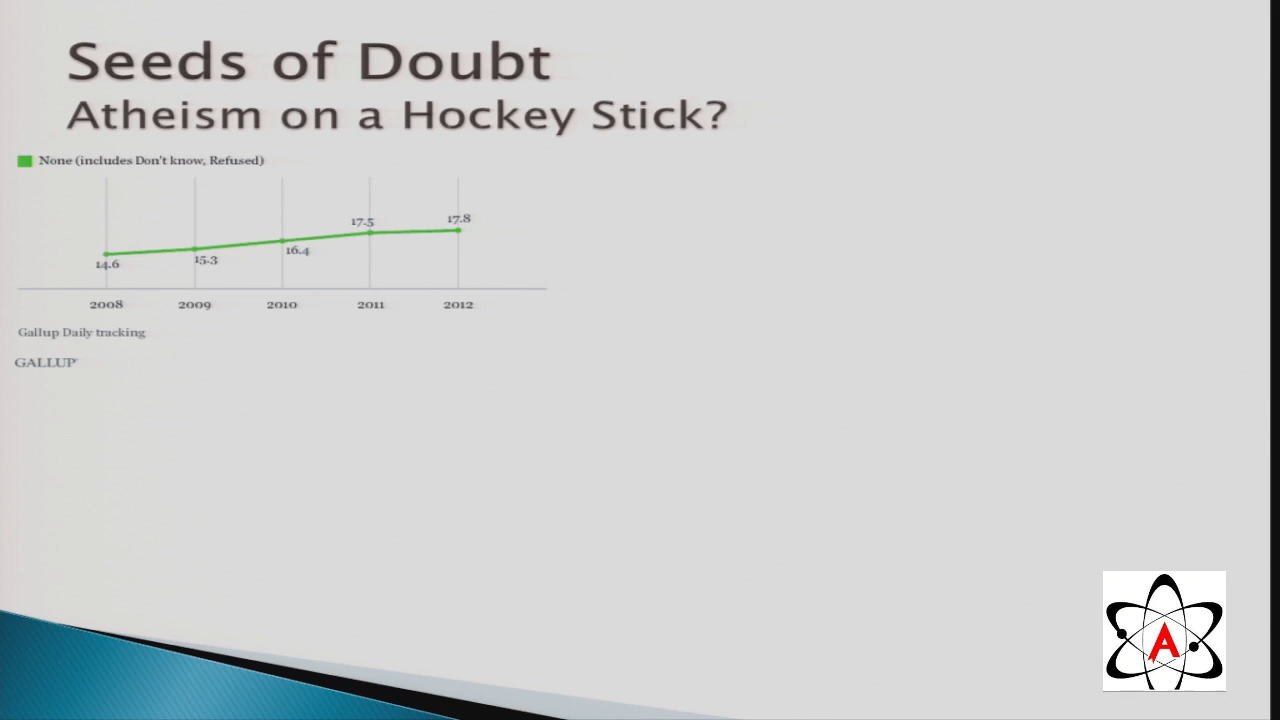 Seeds of Doubt
Atheism on a Hockey Stick?
None (includes Don't know, Refused)
14.6
15.3
16.4
17.5
17.8
2008 2009 2010 2011 2012
Gallup Daily tracking
GALLUP'
A